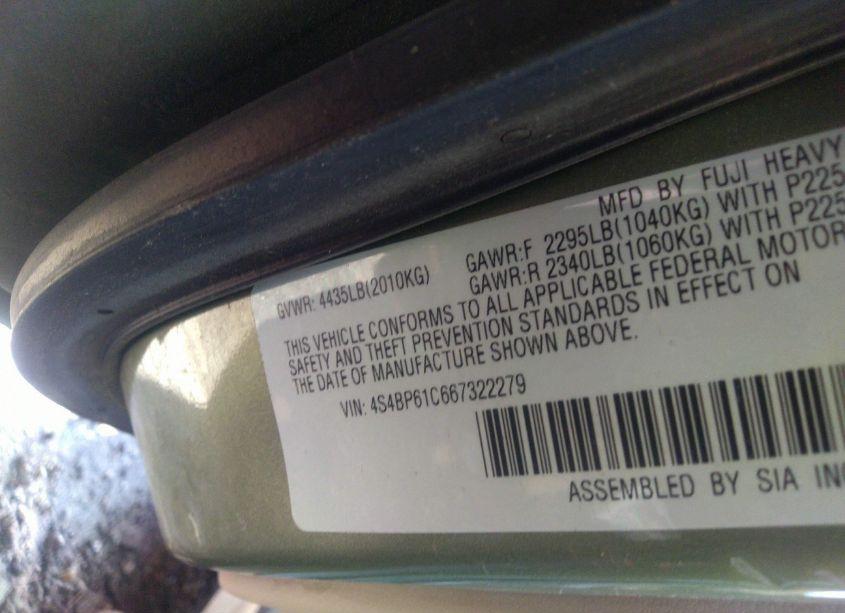 MFD BY FUJI HEAVY
GVWR: 4435LB(2010KG) GAWR:F 2295LB(1040KG) WITH P225
GAWR:R 2340LB(1060KG) WITH P225
THIS VEHICLE CONFORMS TO ALL APPLICABLE FEDERAL MOTOR
SAFETY AND THEFT PREVENTION STANDARDS IN EFFECT ON
THE DATE OF MANUFACTURE SHOWN ABOVE.
VIN: 4S4BP61C667322279
ASSEMBLED BY SIA INC